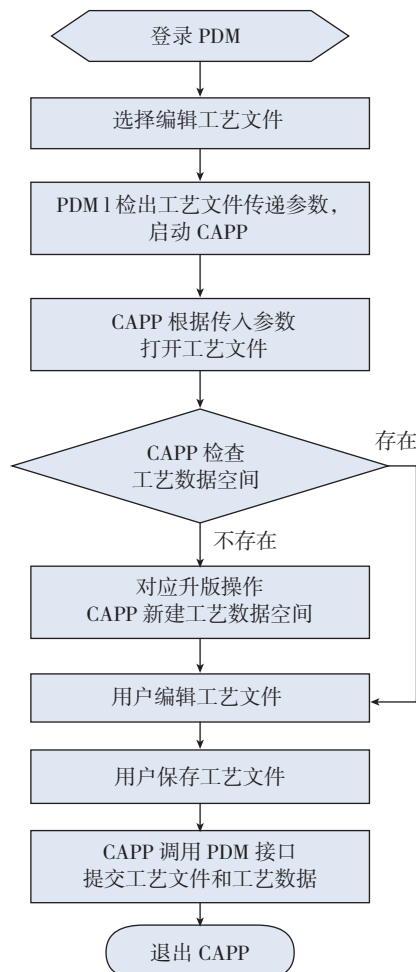 登录 PDM
选择编辑工艺文件
PDM l 检出工艺文件传递参数，
启动 CAPP
CAPP 根据传入参数
打开工艺文件
CAPP 检查
工艺数据空间
存在
不存在
对应升版操作
CAPP 新建工艺数据空间
用户编辑工艺文件
用户保存工艺文件
CAPP 调用 PDM 接口
提交工艺文件和工艺数据
退出 CAPP